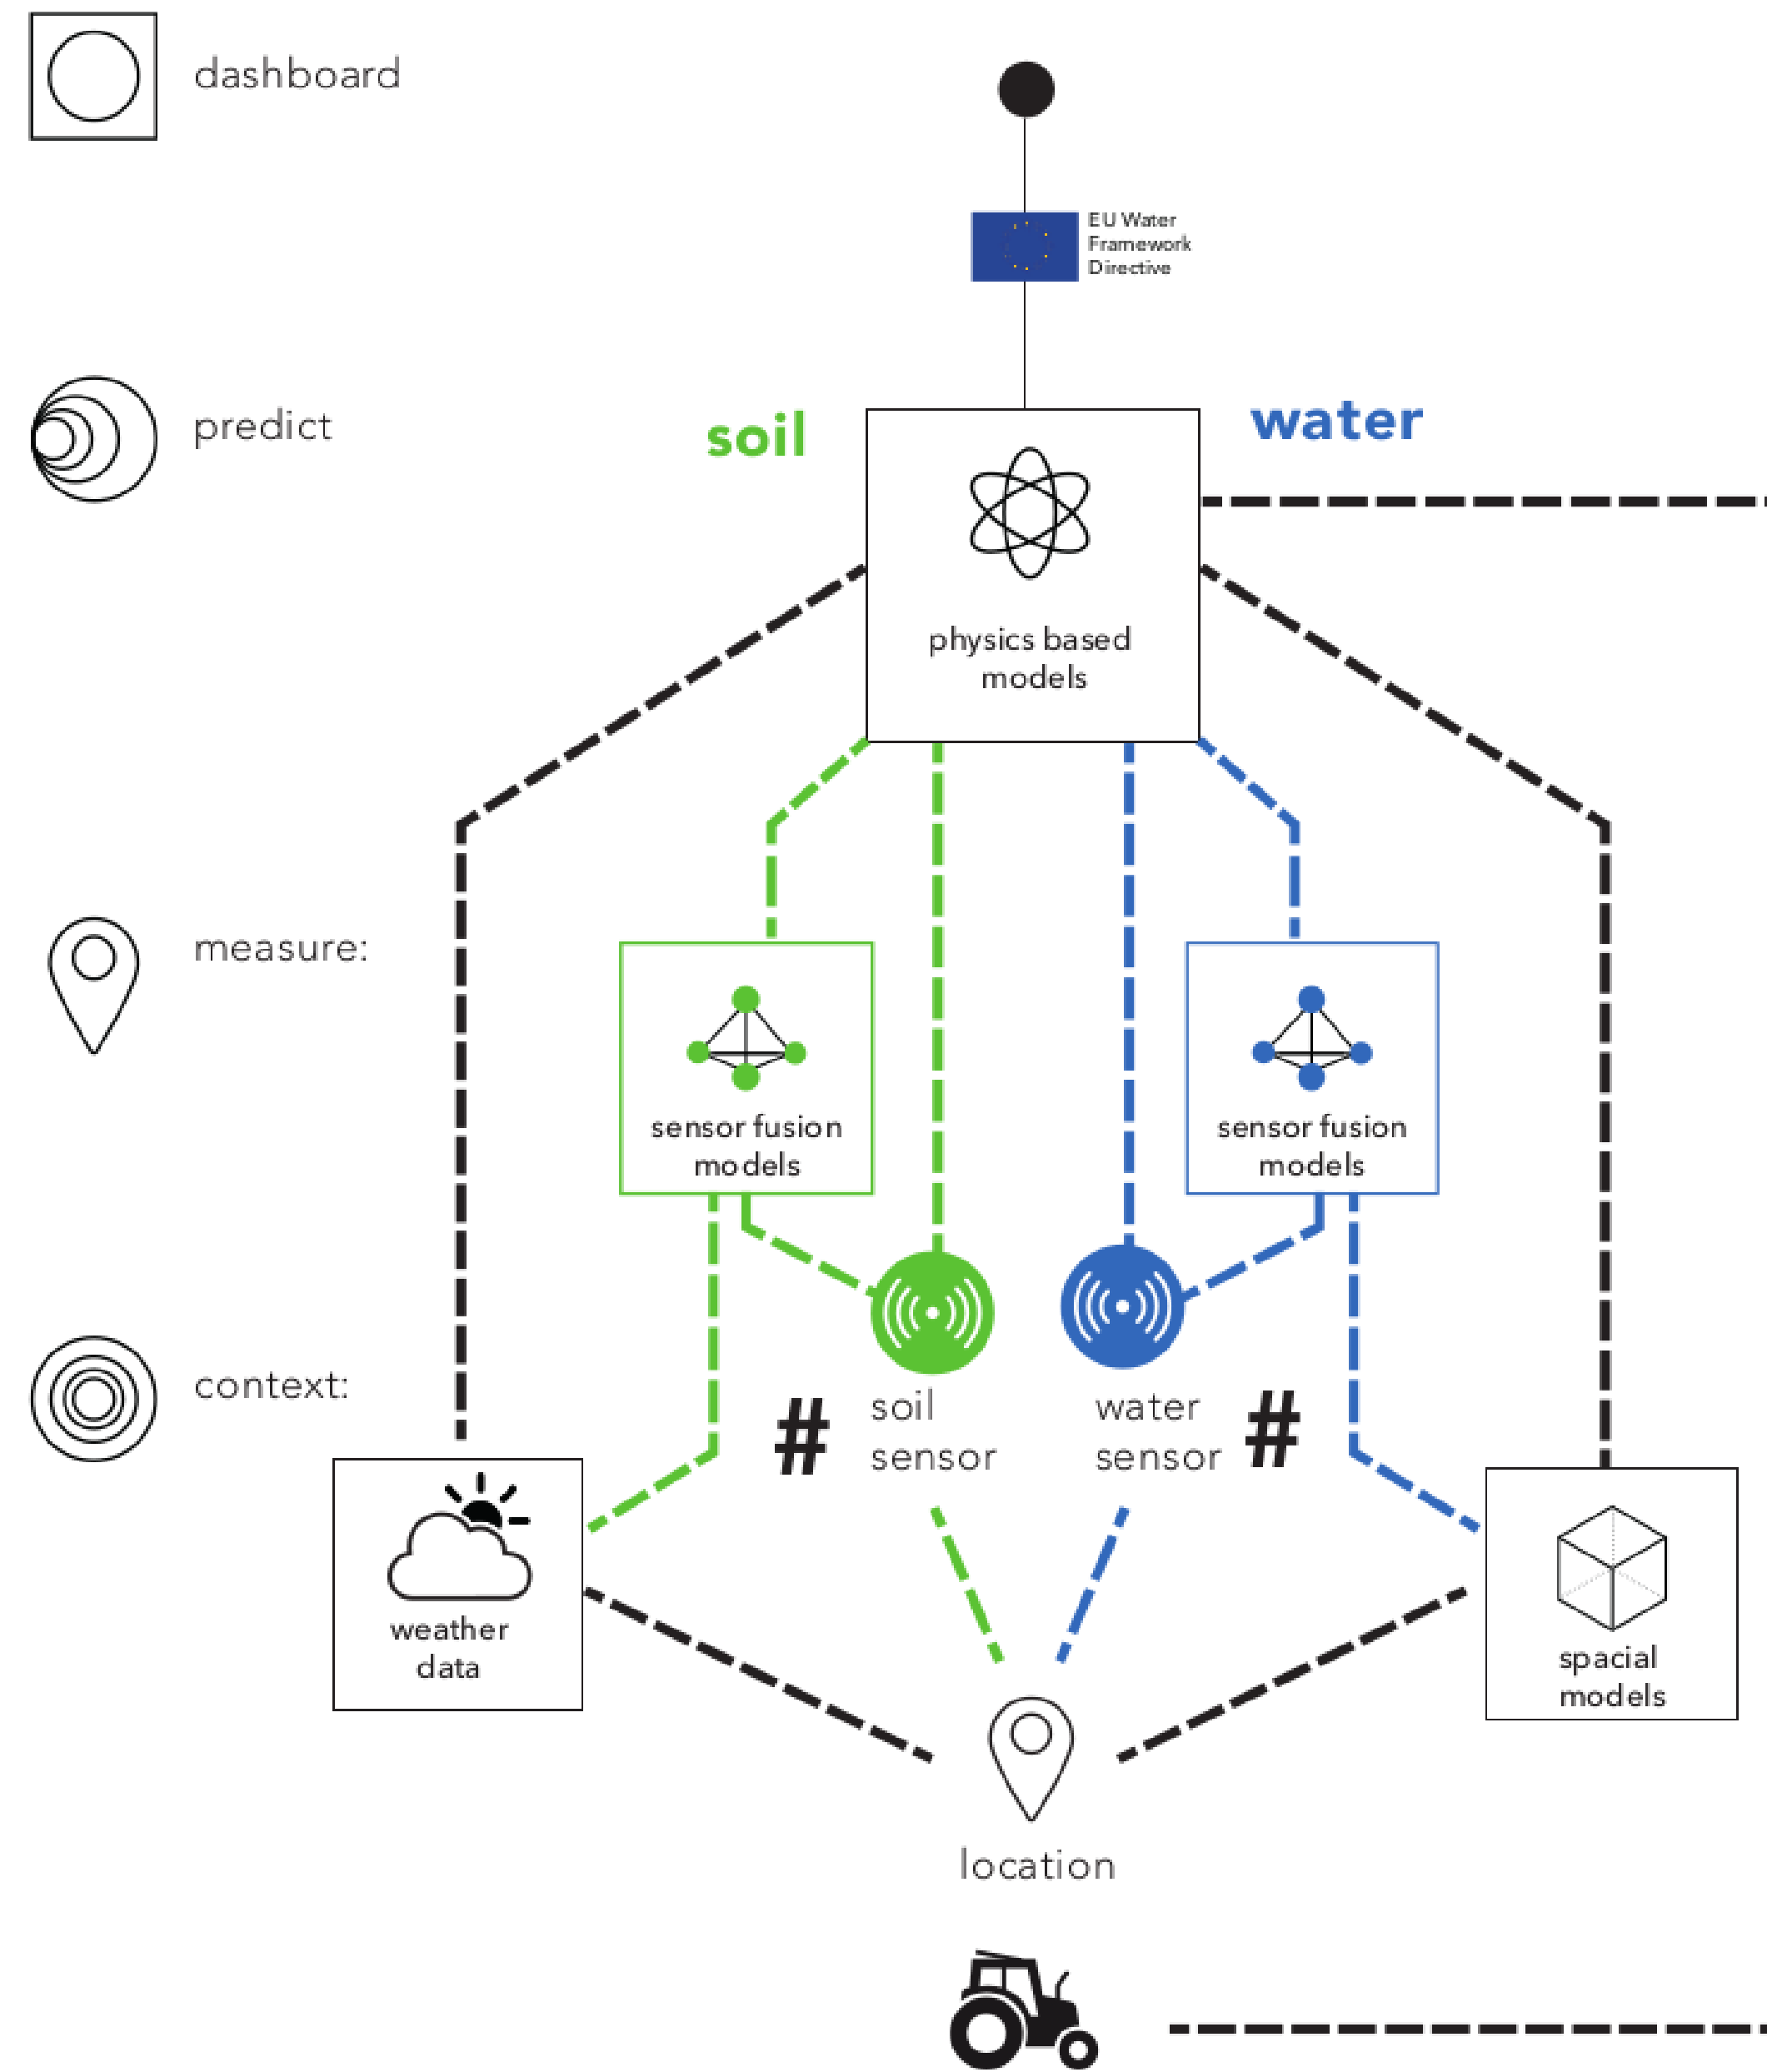 dashboard
EU Water
Framework
Directive
predict
soil
water
physics based
models
measure:
sensor fusion
models
sensor fusion
models
context:
# soil
sensor
water #
sensor
weather
data
spacial
models
location